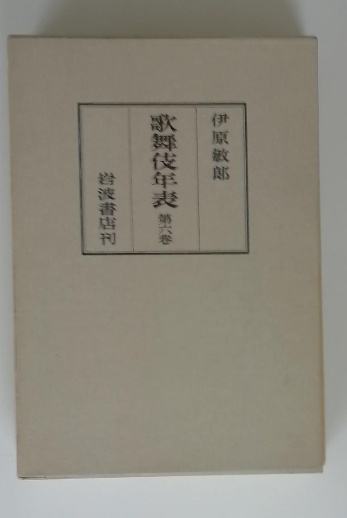 伊原敏郎
歌舞伎年表 第六巻
岩波書店刊